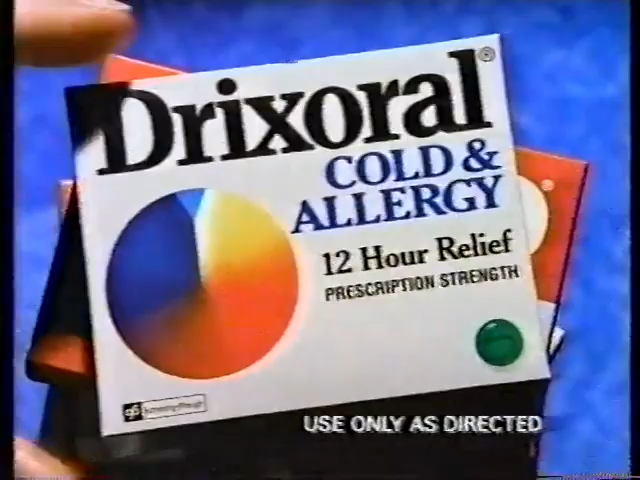 Drixoral®
COLD &
ALLERGY
12 Hour Relief
PRESCRIPTION STRENGTH
USE ONLY AS DIRECTED